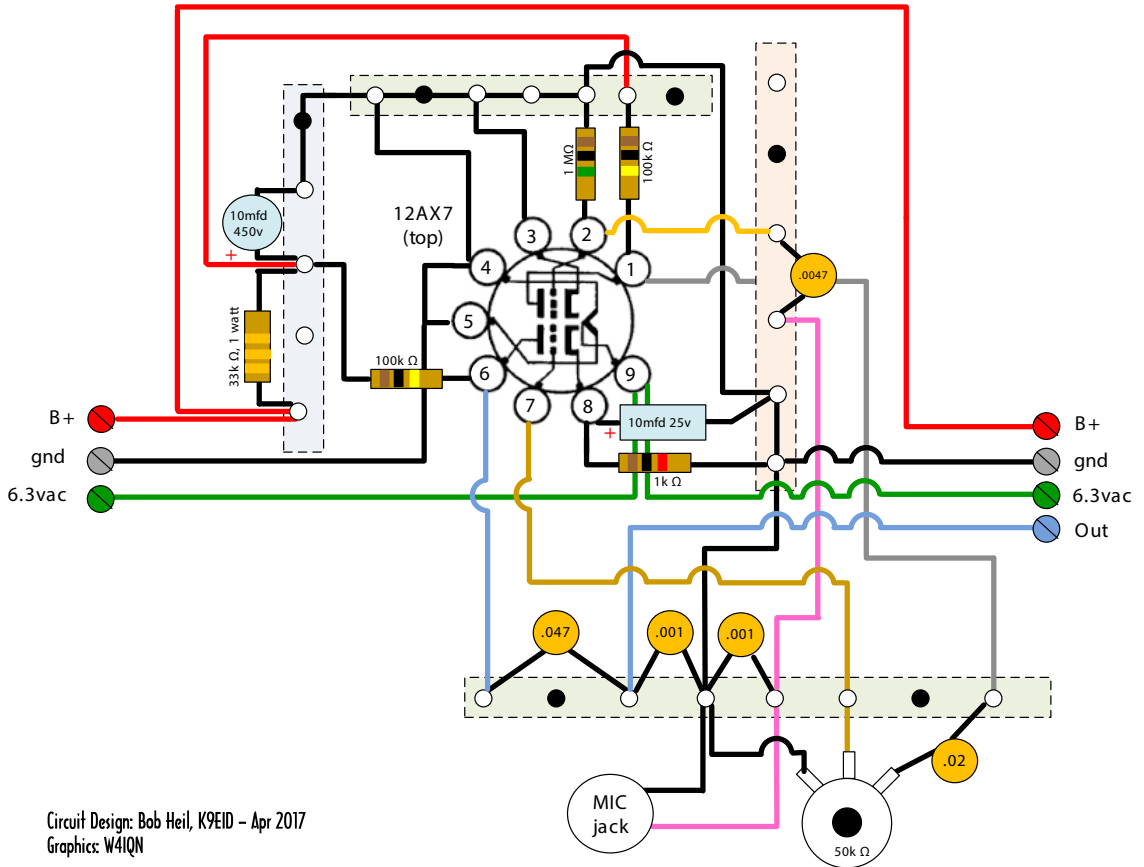 1 MΩ
100k Ω
12AX7
(top)
10mfd
450v
+
3
2
4
1
5
6
9
7
8
.0047
33k Ω, 1 watt
100k Ω
10mfd 25v
+
1k Ω
B+
gnd
6.3vac
B+
gnd
6.3vac
Out
.047
.001
.001
.02
MIC
jack
50k Ω
Circuit Design: Bob Heil, K9EID – Apr 2017
Graphics: W4IQN